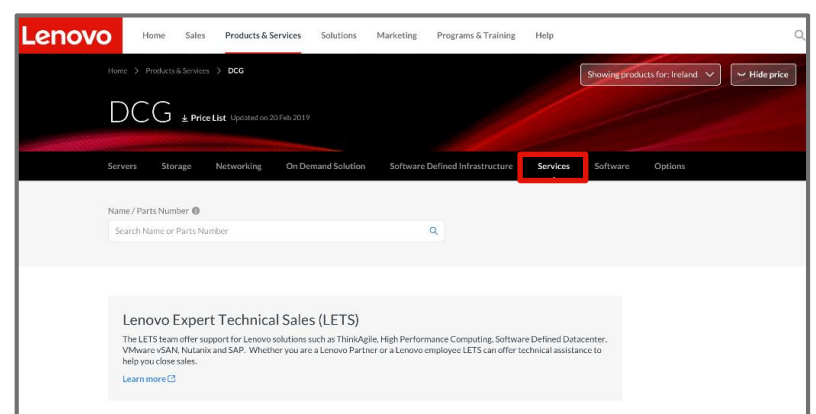 Lenovo
Home Sales Products & Services Solutions Marketing Programs & Training Help
Home > Products & Services > DCG
Showing products for: Ireland
Hide price
DCG Price List Updated on 20 Feb 2019
Servers Storage Networking On Demand Solution Software Defined Infrastructure Services Software Options
Name / Parts Number
Search Name or Parts Number
Lenovo Expert Technical Sales (LETS)
The LETS team offer support for Lenovo solutions such as ThinkAgile, High Performance Computing, Software Defined Datacenter,
VMware vSAN, Nutanix and SAP. Whether you are a Lenovo Partner or a Lenovo employee LETS can offer technical assistance to
help you close sales.
Learn more